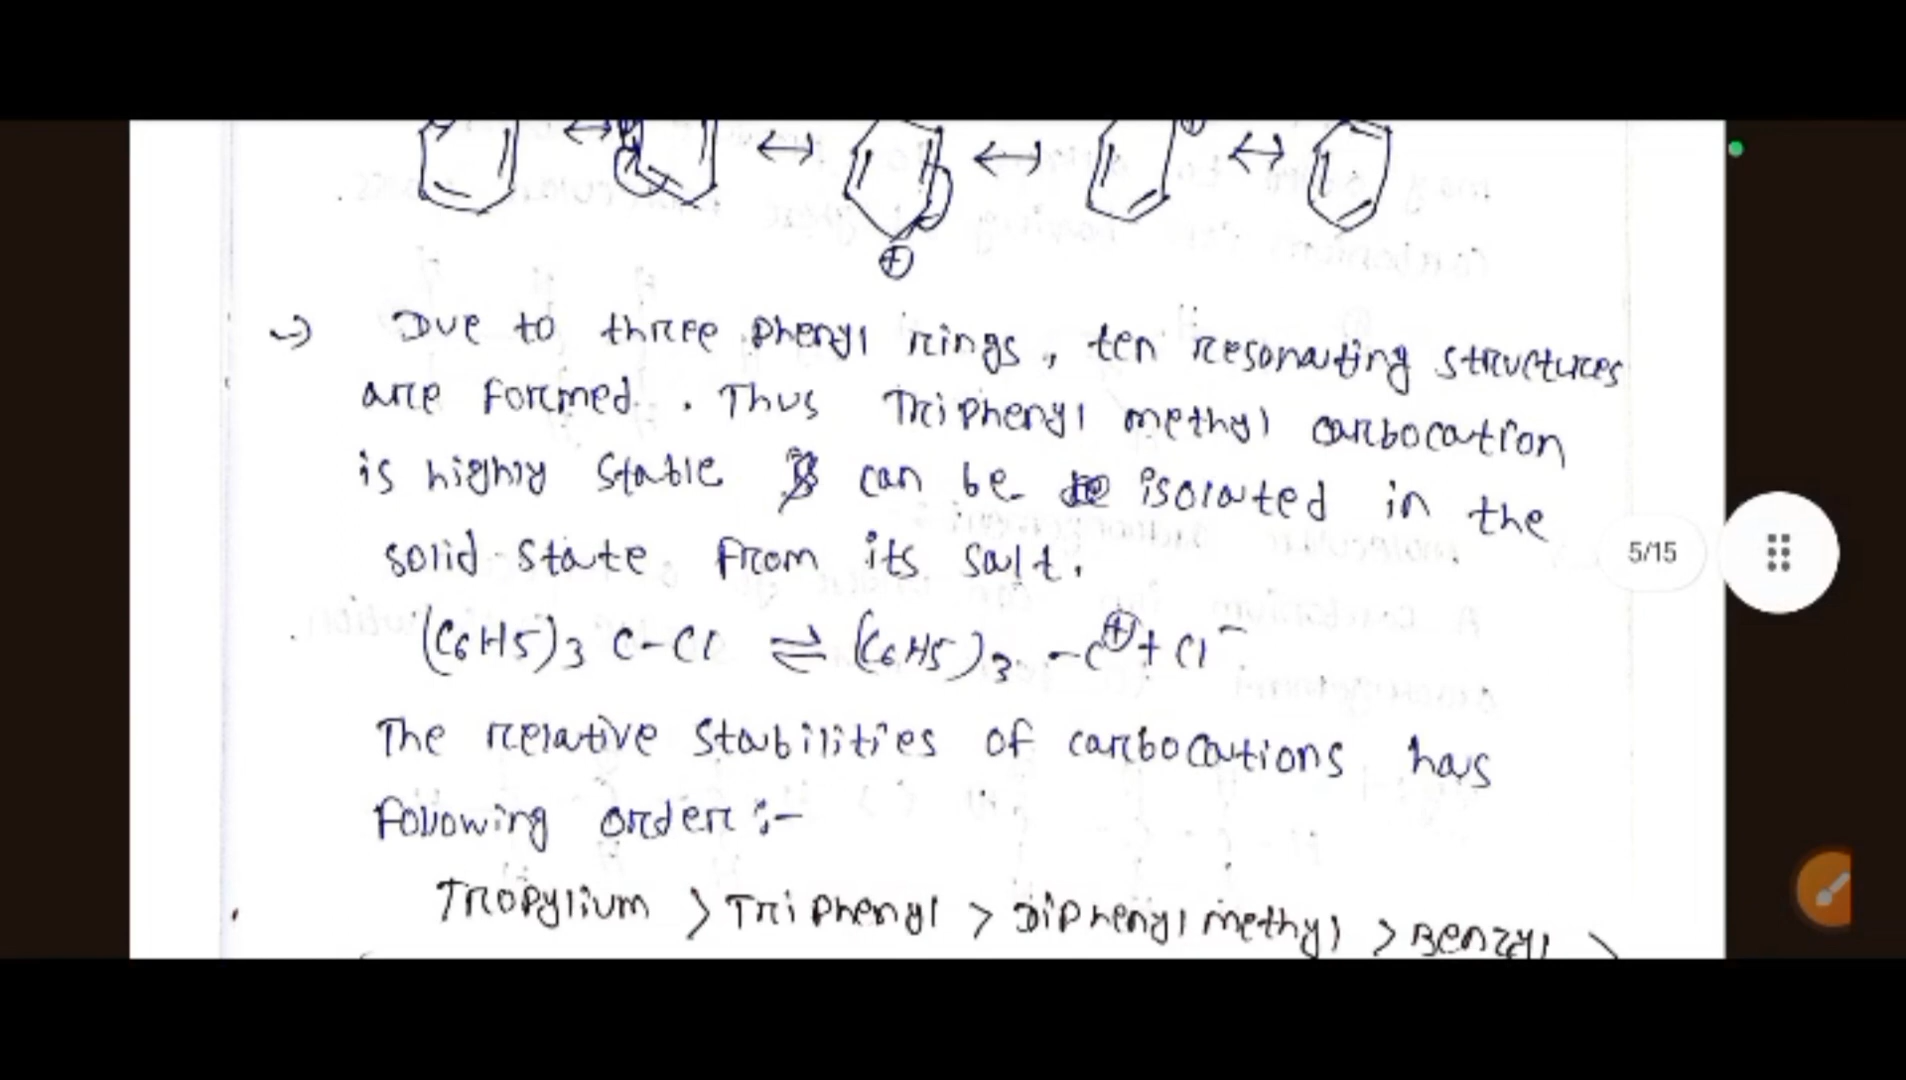 → Due to three phenyl rings, ten resonating structures
are formed. Thus Triphenyl methyl carbocation
is highly stable & can be isolated in the
solid state from its salt.
(C6H5)3 C-Cl ⇌ (C6H5)3 -C⊕ + Cl⁻
The relative stabilities of carbocations has
following order :-
Tropylium > Triphenyl > Diphenyl methyl > Benzyl >
5/15